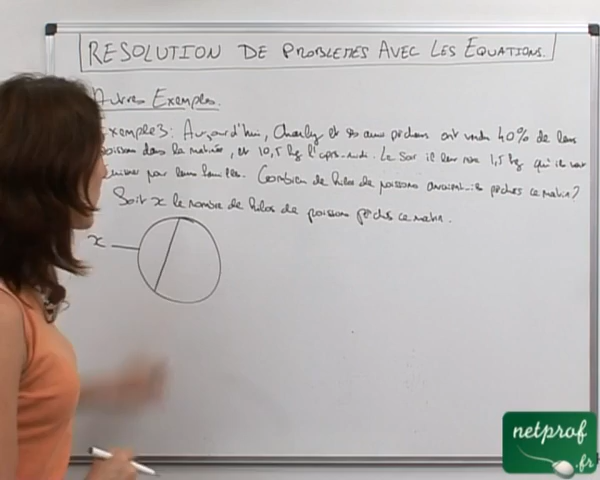 RESOLUTION DE PROBLEMES AVEC LES EQUATIONS.
Autres Exemples.
Exemple 3: Aujourd'hui, Charly et ses amis pêcheurs ont vendu 40% de leurs
poissons dans la matinée, et 10,5 kg l'après-midi. Le soir il leur reste 1,5 kg qu'ils vont
cuisiner pour leurs familles. Combien de kilos de poissons avaient-ils pêchés ce matin?
Soit x le nombre de kilos de poissons pêchés ce matin.
x
netprof
.fr